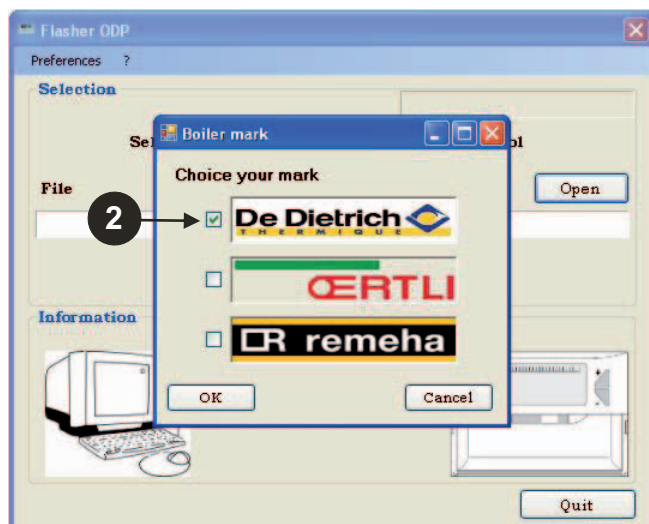 Flasher ODP
Preferences ?
Selection
Boiler mark
Sel
ol
Choice your mark
File
Open
2
De Dietrich
THERMIQUE
ŒRTLI
Information
remeha
OK
Cancel
Quit